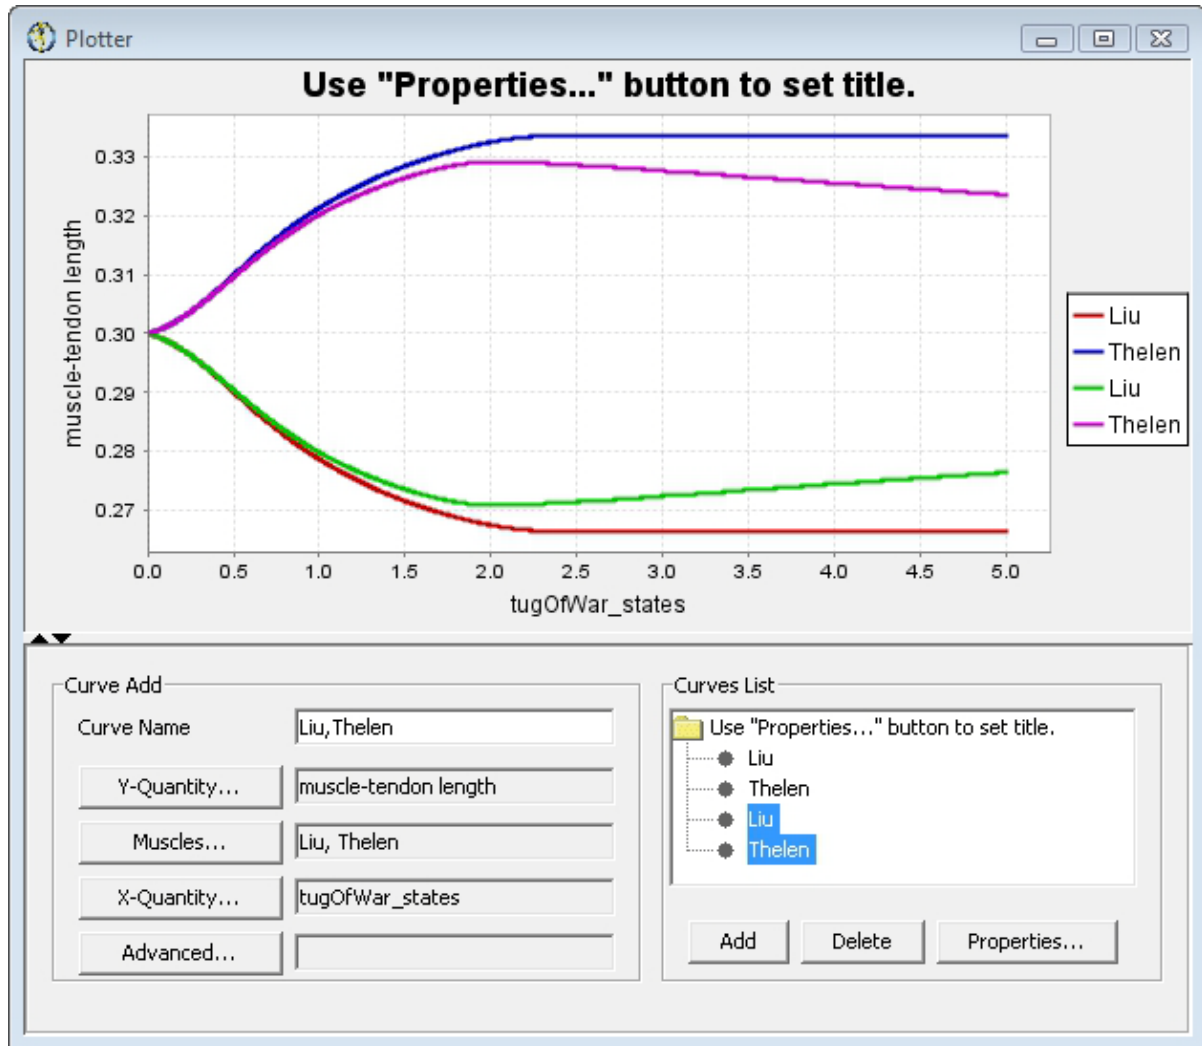 Plotter
Use "Properties..." button to set title.
muscle-tendon length
0.33
0.32
0.31
0.30
0.29
0.28
0.27
0.0 0.5 1.0 1.5 2.0 2.5 3.0 3.5 4.0 4.5 5.0
tugOfWar_states
Liu
Thelen
Liu
Thelen
Curve Add
Curve Name Liu,Thelen
Y-Quantity... muscle-tendon length
Muscles... Liu, Thelen
X-Quantity... tugOfWar_states
Advanced...
Curves List
Use "Properties..." button to set title.
Liu
Thelen
Liu
Thelen
Add Delete Properties...